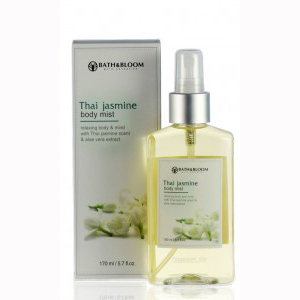 BATH&BLOOM
Thai jasmine
body mist
relaxing body & mind
with Thai jasmine scent
& aloe vera extract
170 ml / 5.7 fl.oz
BATH&BLOOM
Thai jasmine
body mist